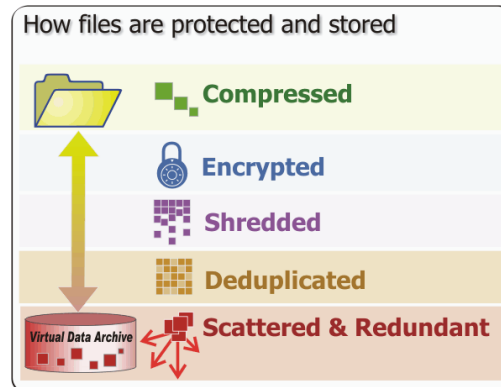 How files are protected and stored
Compressed
Encrypted
Shredded
Deduplicated
Scattered & Redundant
Virtual Data Archive